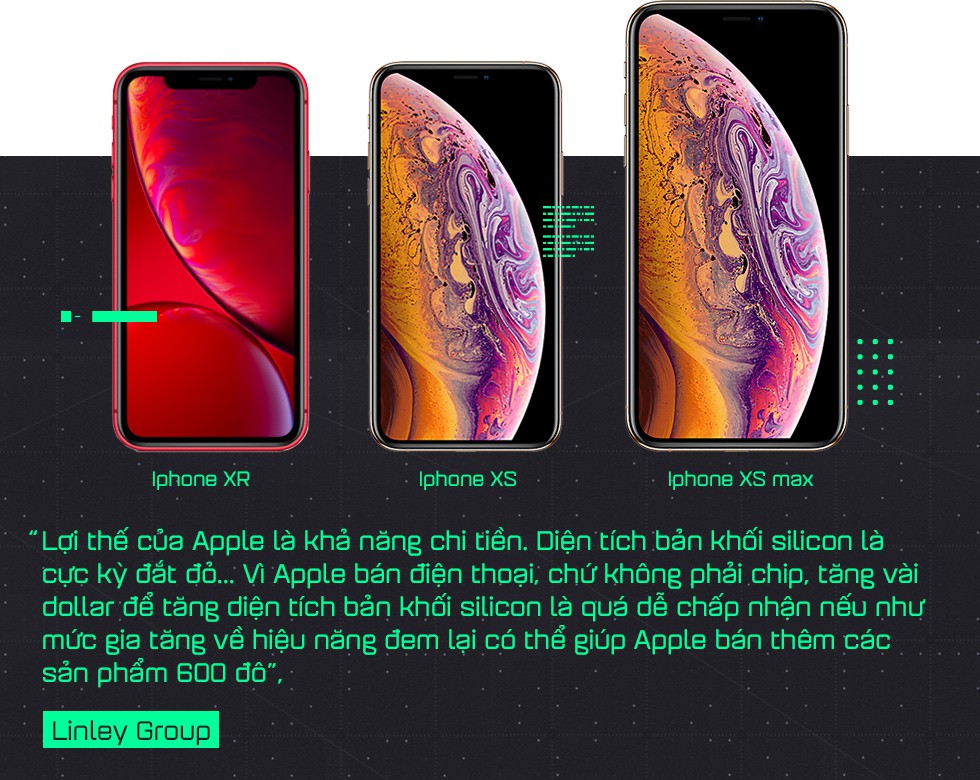 Iphone XR
Iphone XS
Iphone XS max
“Lợi thế của Apple là khả năng chi tiền. Diện tích bản khối silicon là
cực kỳ đắt đỏ... Vì Apple bán điện thoại, chứ không phải chip, tăng vài
dollar để tăng diện tích bản khối silicon là quá dễ chấp nhận nếu như
mức gia tăng về hiệu năng đem lại có thể giúp Apple bán thêm các
sản phẩm 600 đô”,
Linley Group